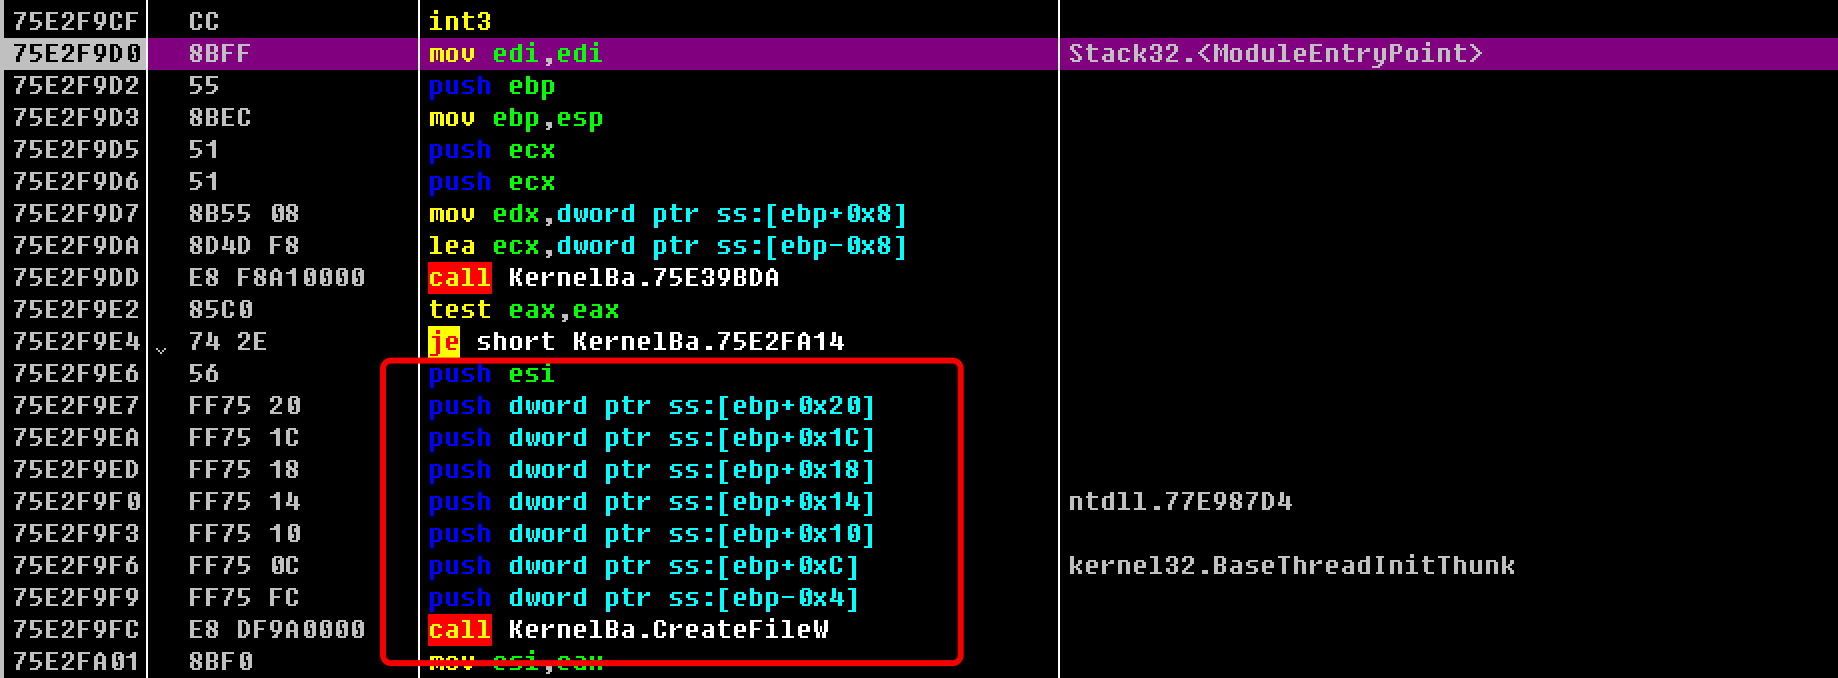 75E2F9CF CC int3
75E2F9D0 8BFF mov edi,edi Stack32.<ModuleEntryPoint>
75E2F9D2 55 push ebp
75E2F9D3 8BEC mov ebp,esp
75E2F9D5 51 push ecx
75E2F9D6 51 push ecx
75E2F9D7 8B55 08 mov edx,dword ptr ss:[ebp+0x8]
75E2F9DA 8D4D F8 lea ecx,dword ptr ss:[ebp-0x8]
75E2F9DD E8 F8A10000 call KernelBa.75E39BDA
75E2F9E2 85C0 test eax,eax
75E2F9E4 74 2E je short KernelBa.75E2FA14
75E2F9E6 56 push esi
75E2F9E7 FF75 20 push dword ptr ss:[ebp+0x20]
75E2F9EA FF75 1C push dword ptr ss:[ebp+0x1C]
75E2F9ED FF75 18 push dword ptr ss:[ebp+0x18]
75E2F9F0 FF75 14 push dword ptr ss:[ebp+0x14] ntdll.77E987D4
75E2F9F3 FF75 10 push dword ptr ss:[ebp+0x10]
75E2F9F6 FF75 0C push dword ptr ss:[ebp+0xC] kernel32.BaseThreadInitThunk
75E2F9F9 FF75 FC push dword ptr ss:[ebp-0x4]
75E2F9FC E8 DF9A0000 call KernelBa.CreateFileW
75E2FA01 8BF0 mov esi,eax